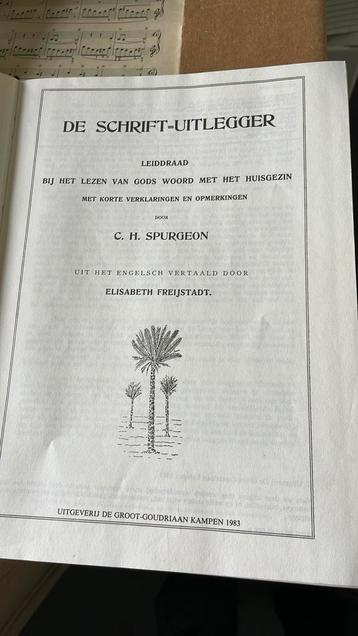 DE SCHRIFT-UITLEGGER
LEIDDRAAD
BIJ HET LEZEN VAN GODS WOORD MET HET HUISGEZIN
MET KORTE VERKLARINGEN EN OPMERKINGEN
DOOR
C. H. SPURGEON
UIT HET ENGELSCH VERTAALD DOOR
ELISABETH FREIJSTADT.
UITGEVERIJ DE GROOT-GOUDRIAAN KAMPEN 1983